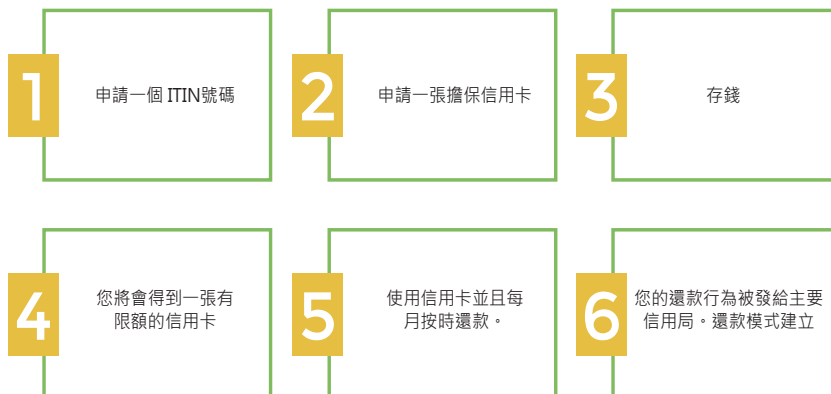 1
申請一個 ITIN號碼
2
申請一張擔保信用卡
3
存錢
4
您將會得到一張有
限額的信用卡
5
使用信用卡並且每
月按時還款。
6
您的還款行為被發給主要
信用局。還款模式建立